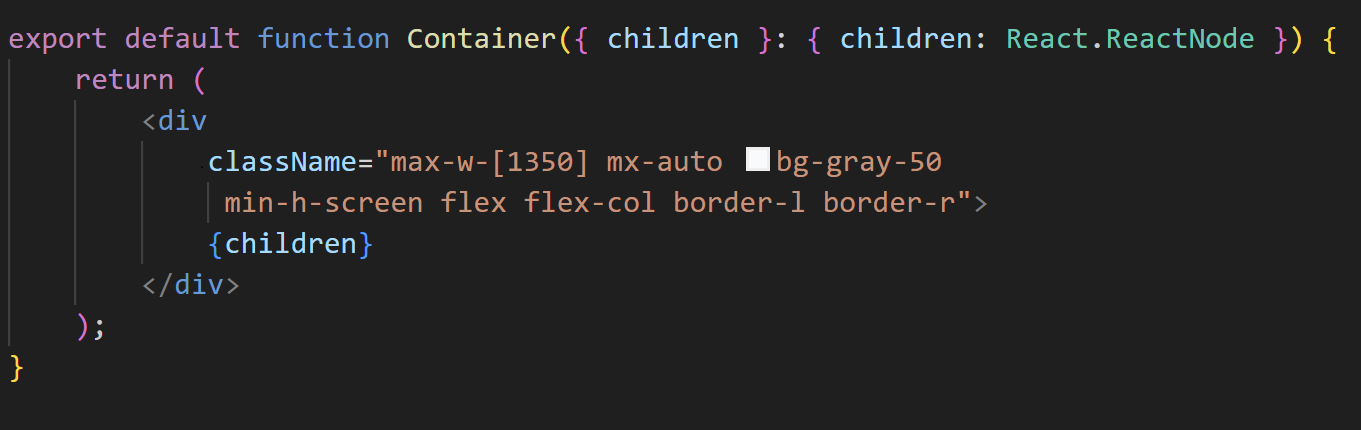 export default function Container({ children }: { children: React.ReactNode }) {
return (
<div
className="max-w-[1350] mx-auto bg-gray-50
min-h-screen flex flex-col border-l border-r">
{children}
</div>
);
}